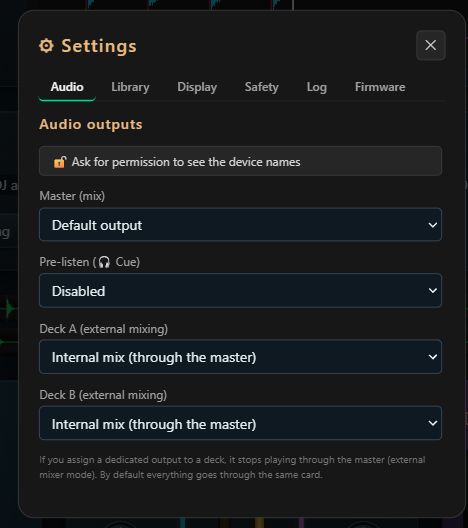 Settings
Audio Library Display Safety Log Firmware
Audio outputs
Ask for permission to see the device names
DJ a
Master (mix)
Default output
ng
Pre-listen (🎧 Cue)
Disabled
Deck A (external mixing)
Internal mix (through the master)
Deck B (external mixing)
Internal mix (through the master)
If you assign a dedicated output to a deck, it stops playing through the master (external
mixer mode). By default everything goes through the same card.